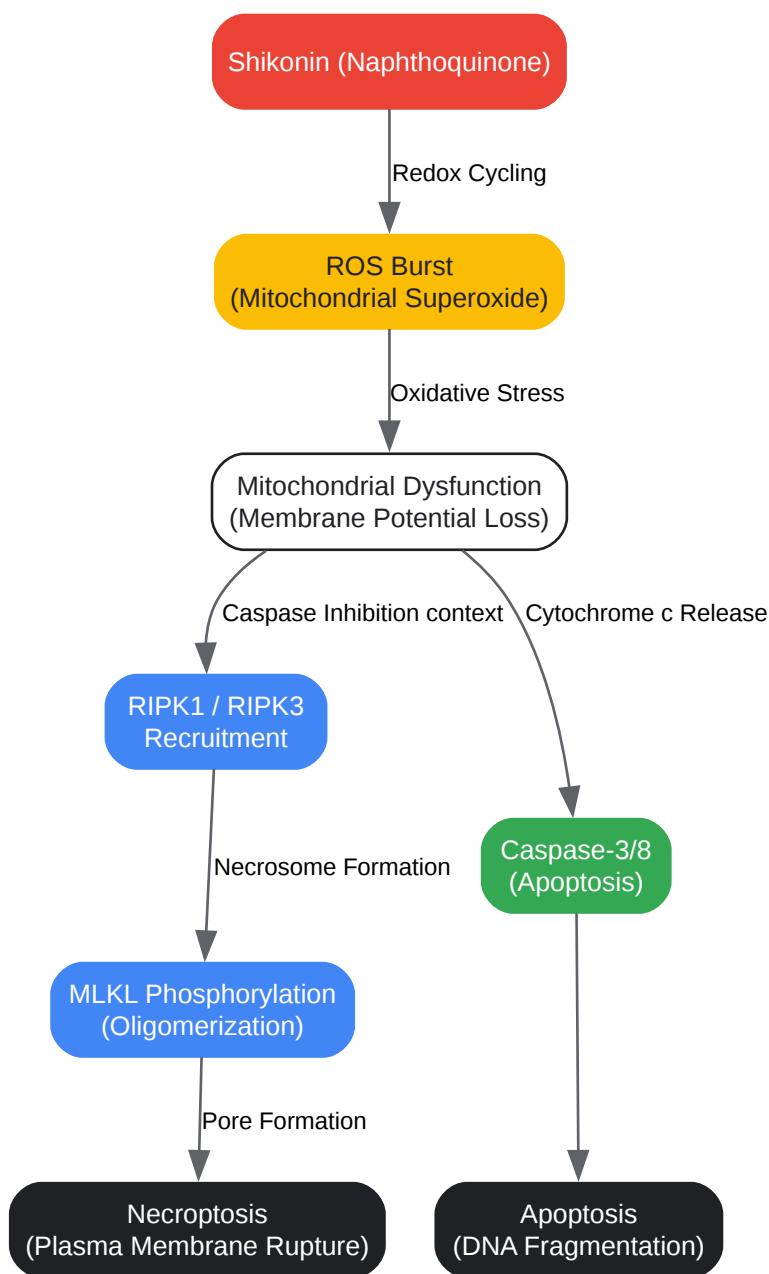 Shikonin (Naphthoquinone)
Redox Cycling
ROS Burst
(Mitochondrial Superoxide)
Oxidative Stress
Mitochondrial Dysfunction
(Membrane Potential Loss)
Caspase Inhibition context
Cytochrome c Release
RIPK1 / RIPK3
Recruitment
Caspase-3/8
(Apoptosis)
Necrosome Formation
MLKL Phosphorylation
(Oligomerization)
Pore Formation
Necroptosis
(Plasma Membrane Rupture)
Apoptosis
(DNA Fragmentation)